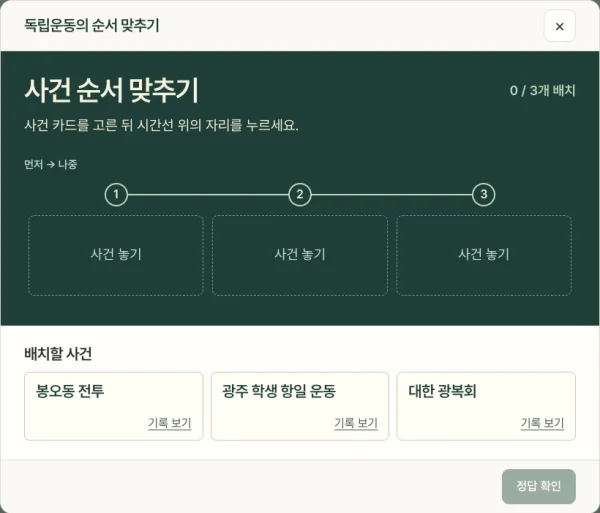 독립운동의 순서 맞추기
×
사건 순서 맞추기
0 / 3개 배치
사건 카드를 고른 뒤 시간선 위의 자리를 누르세요.
먼저 → 나중
1 2 3
사건 놓기 사건 놓기 사건 놓기
배치할 사건
봉오동 전투 광주 학생 항일 운동 대한 광복회
기록 보기 기록 보기 기록 보기
정답 확인